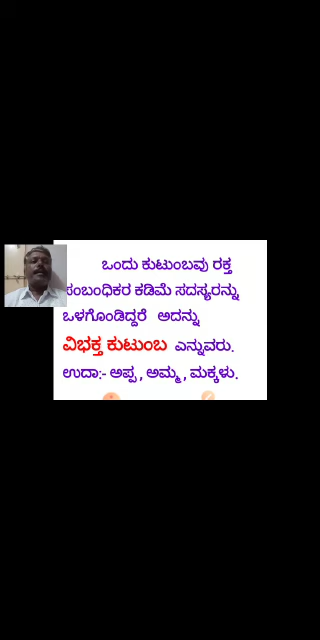 ಒಂದು ಕುಟುಂಬವು ರಕ್ತ
ಸಂಬಂಧಿಕರ ಕಡಿಮೆ ಸದಸ್ಯರನ್ನು
ಒಳಗೊಂಡಿದ್ದರೆ ಅದನ್ನು
ವಿಭಕ್ತ ಕುಟುಂಬ ಎನ್ನುವರು.
ಉದಾ:- ಅಪ್ಪ , ಅಮ್ಮ , ಮಕ್ಕಳು.